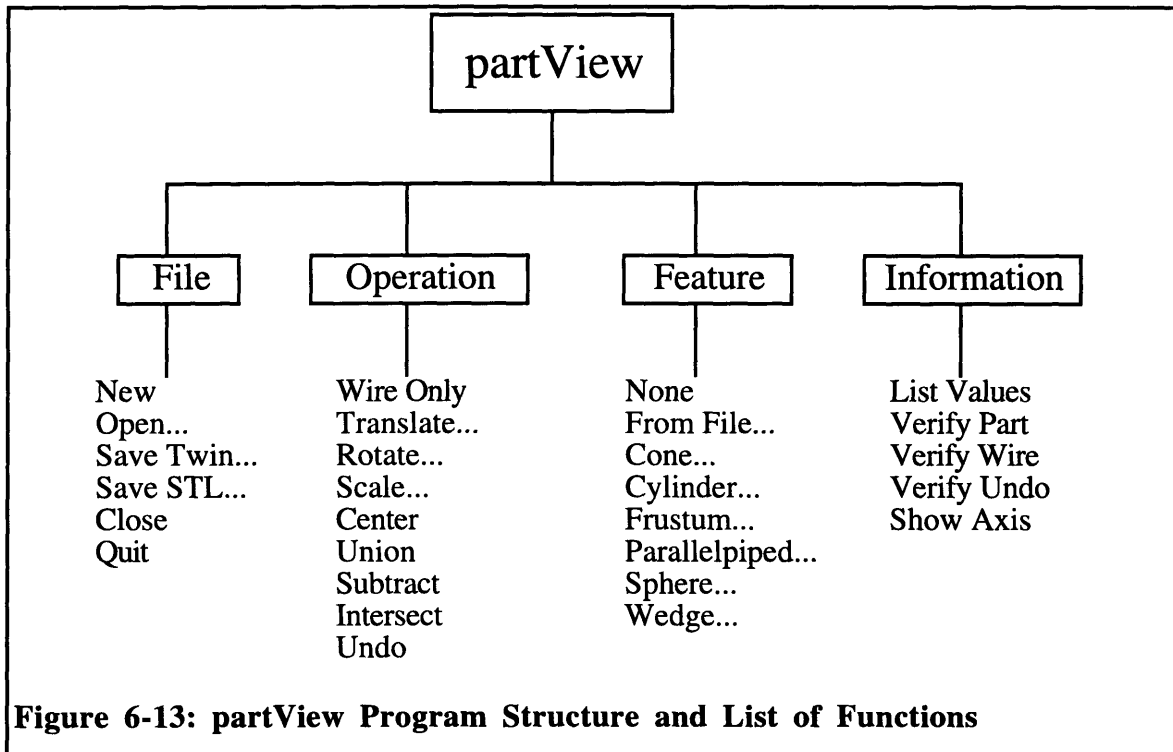 partView
File
Operation
Feature
Information
New
Open...
Save Twin...
Save STL...
Close
Quit
Wire Only
Translate...
Rotate...
Scale...
Center
Union
Subtract
Intersect
Undo
None
From File...
Cone...
Cylinder...
Frustum...
Parallelpiped...
Sphere...
Wedge...
List Values
Verify Part
Verify Wire
Verify Undo
Show Axis
Figure 6-13: partView Program Structure and List of Functions